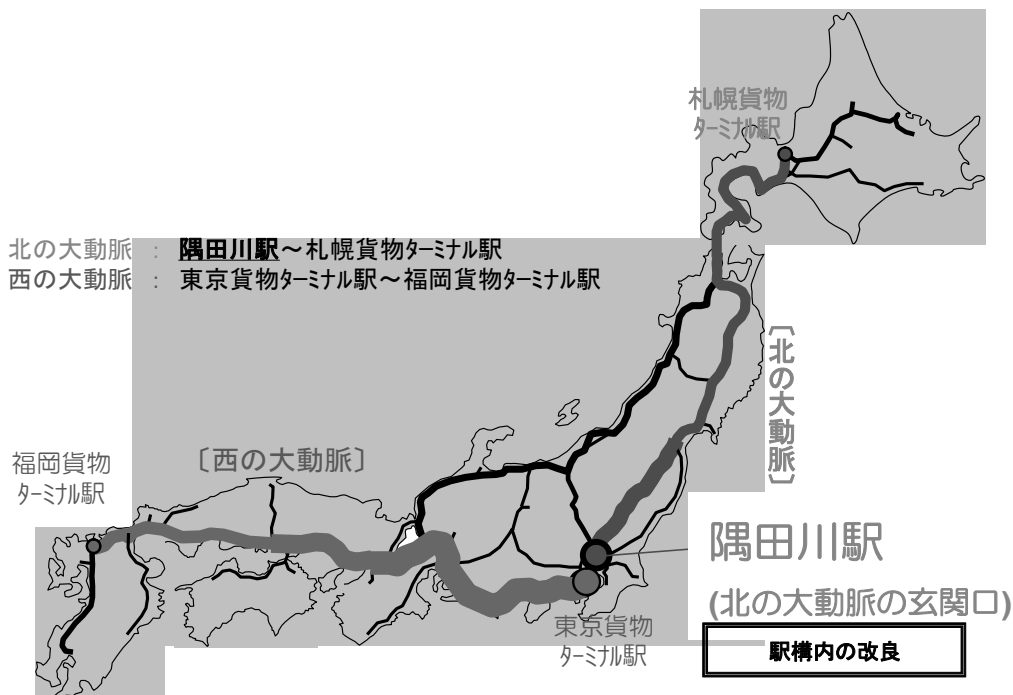 札幌貨物
ﾀｰﾐﾅﾙ駅
北の大動脈 : 隅田川駅～札幌貨物ﾀｰﾐﾅﾙ駅
西の大動脈 : 東京貨物ﾀｰﾐﾅﾙ駅～福岡貨物ﾀｰﾐﾅﾙ駅
〔北の大動脈〕
〔西の大動脈〕
福岡貨物
ﾀｰﾐﾅﾙ駅
隅田川駅
(北の大動脈の玄関口)
東京貨物
ﾀｰﾐﾅﾙ駅
駅構内の改良